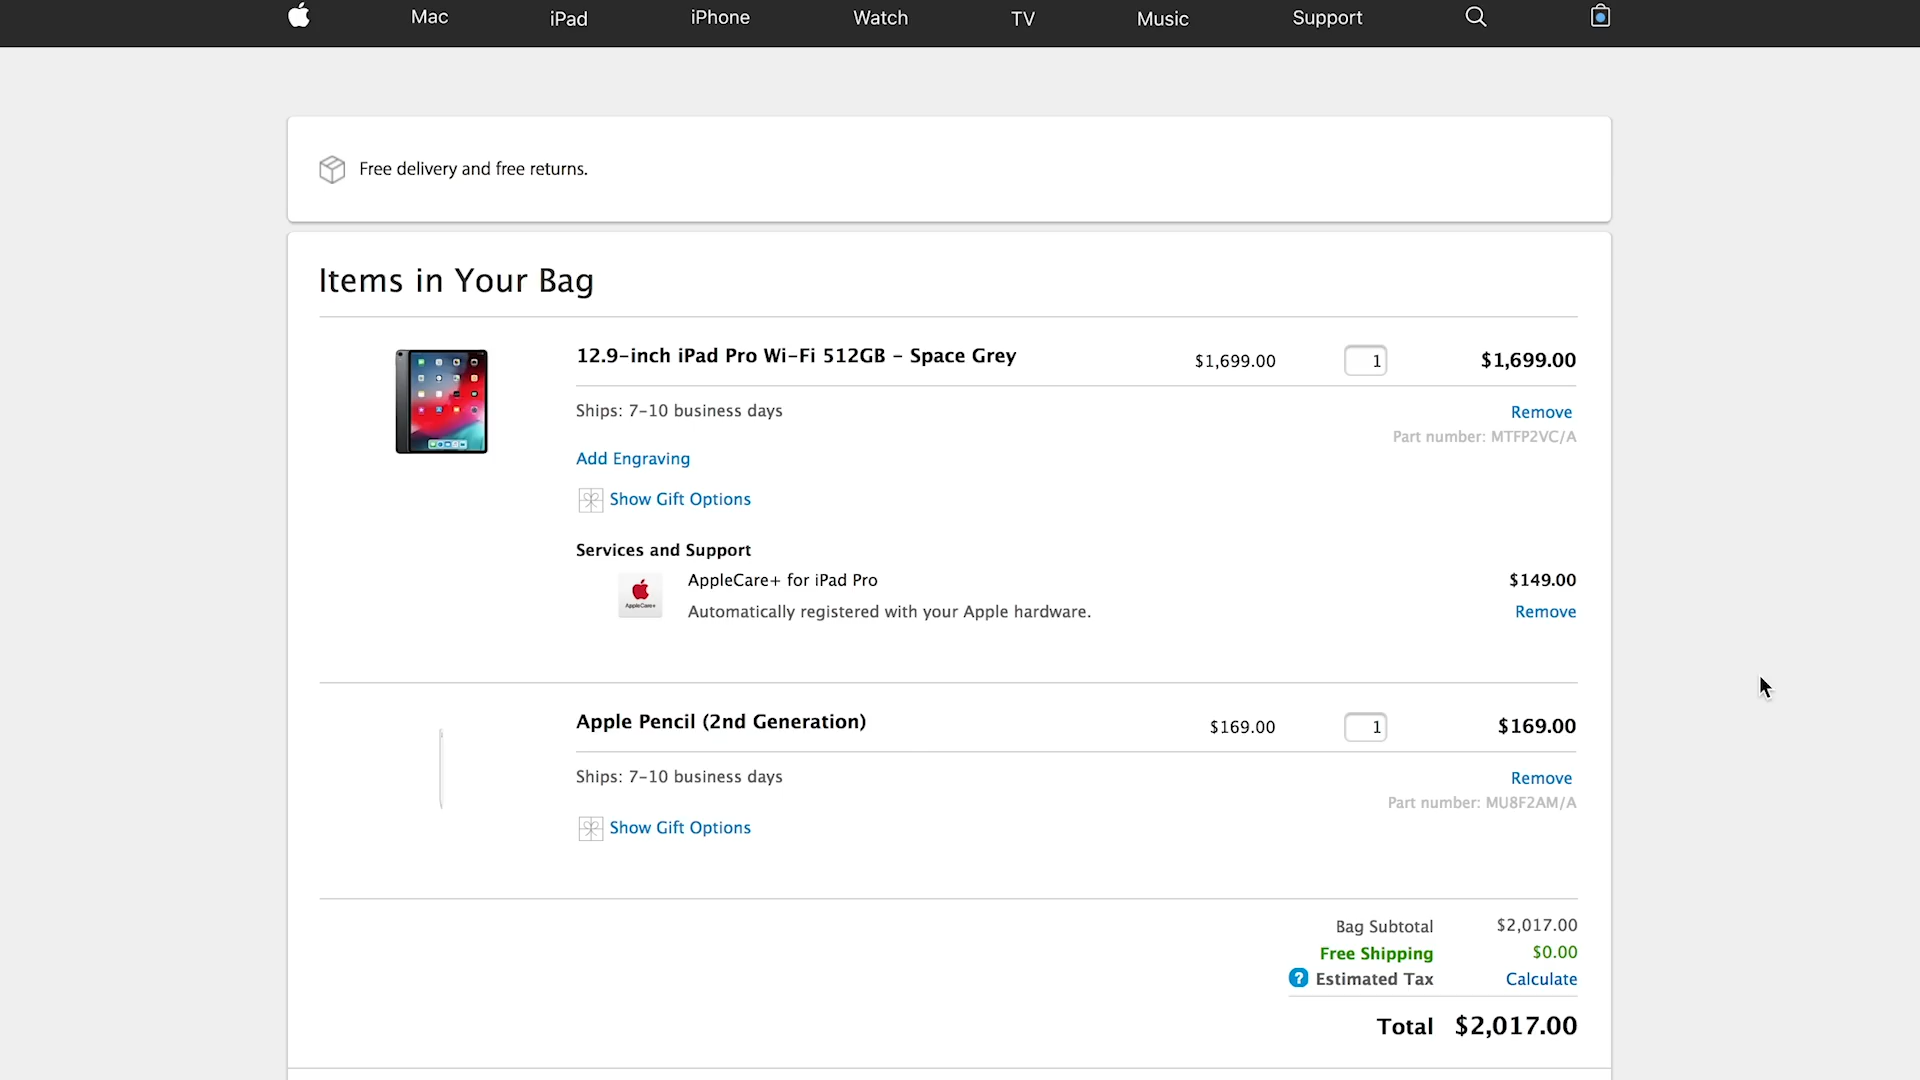 Mac iPad iPhone Watch TV Music Support
Free delivery and free returns.
Items in Your Bag
12.9-inch iPad Pro Wi-Fi 512GB - Space Grey $1,699.00 1 $1,699.00
Ships: 7-10 business days Remove
Part number: MTFP2VC/A
Add Engraving
Show Gift Options
Services and Support
AppleCare+ for iPad Pro $149.00
AppleCare+
Automatically registered with your Apple hardware. Remove
Apple Pencil (2nd Generation) $169.00 1 $169.00
Ships: 7-10 business days Remove
Part number: MU8F2AM/A
Show Gift Options
Bag Subtotal $2,017.00
Free Shipping $0.00
? Estimated Tax Calculate
Total $2,017.00